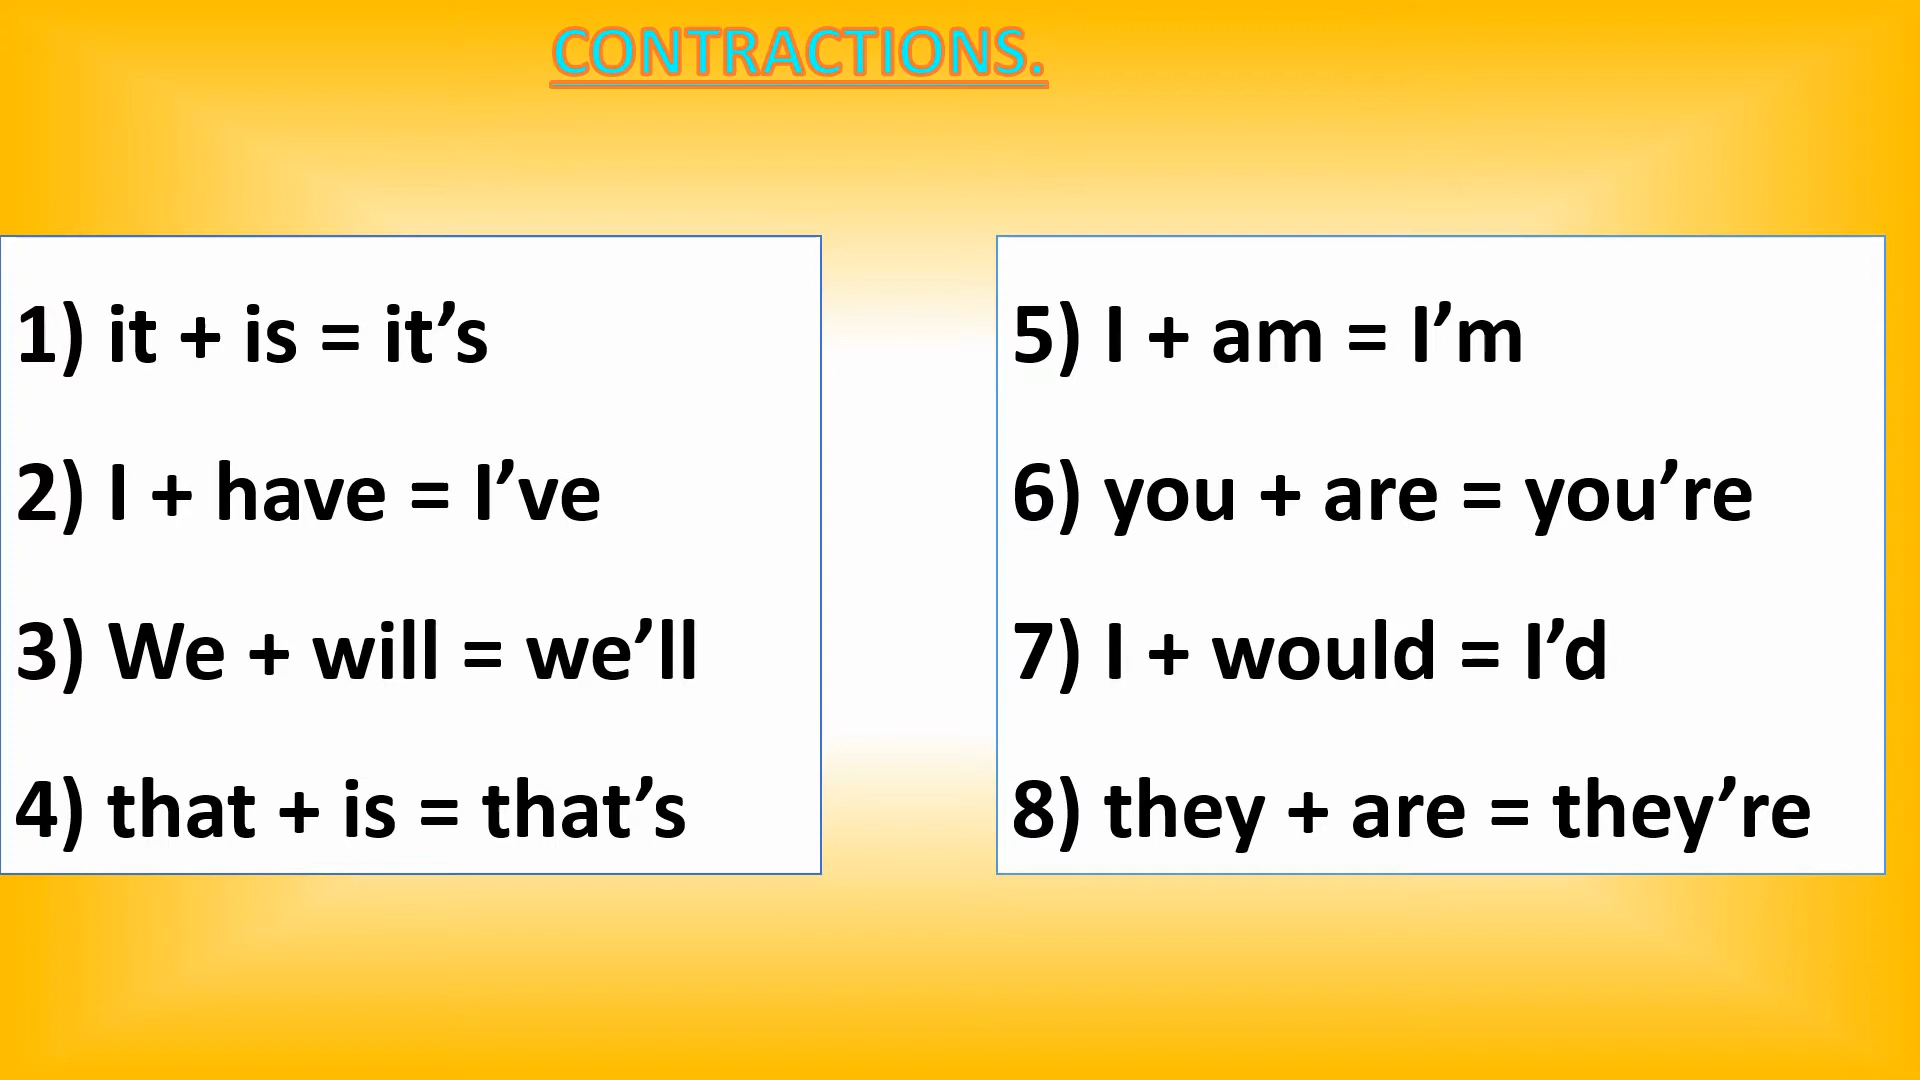 CONTRACTIONS.
1) it + is = it’s
2) I + have = I’ve
3) We + will = we’ll
4) that + is = that’s
5) I + am = I’m
6) you + are = you’re
7) I + would = I’d
8) they + are = they’re